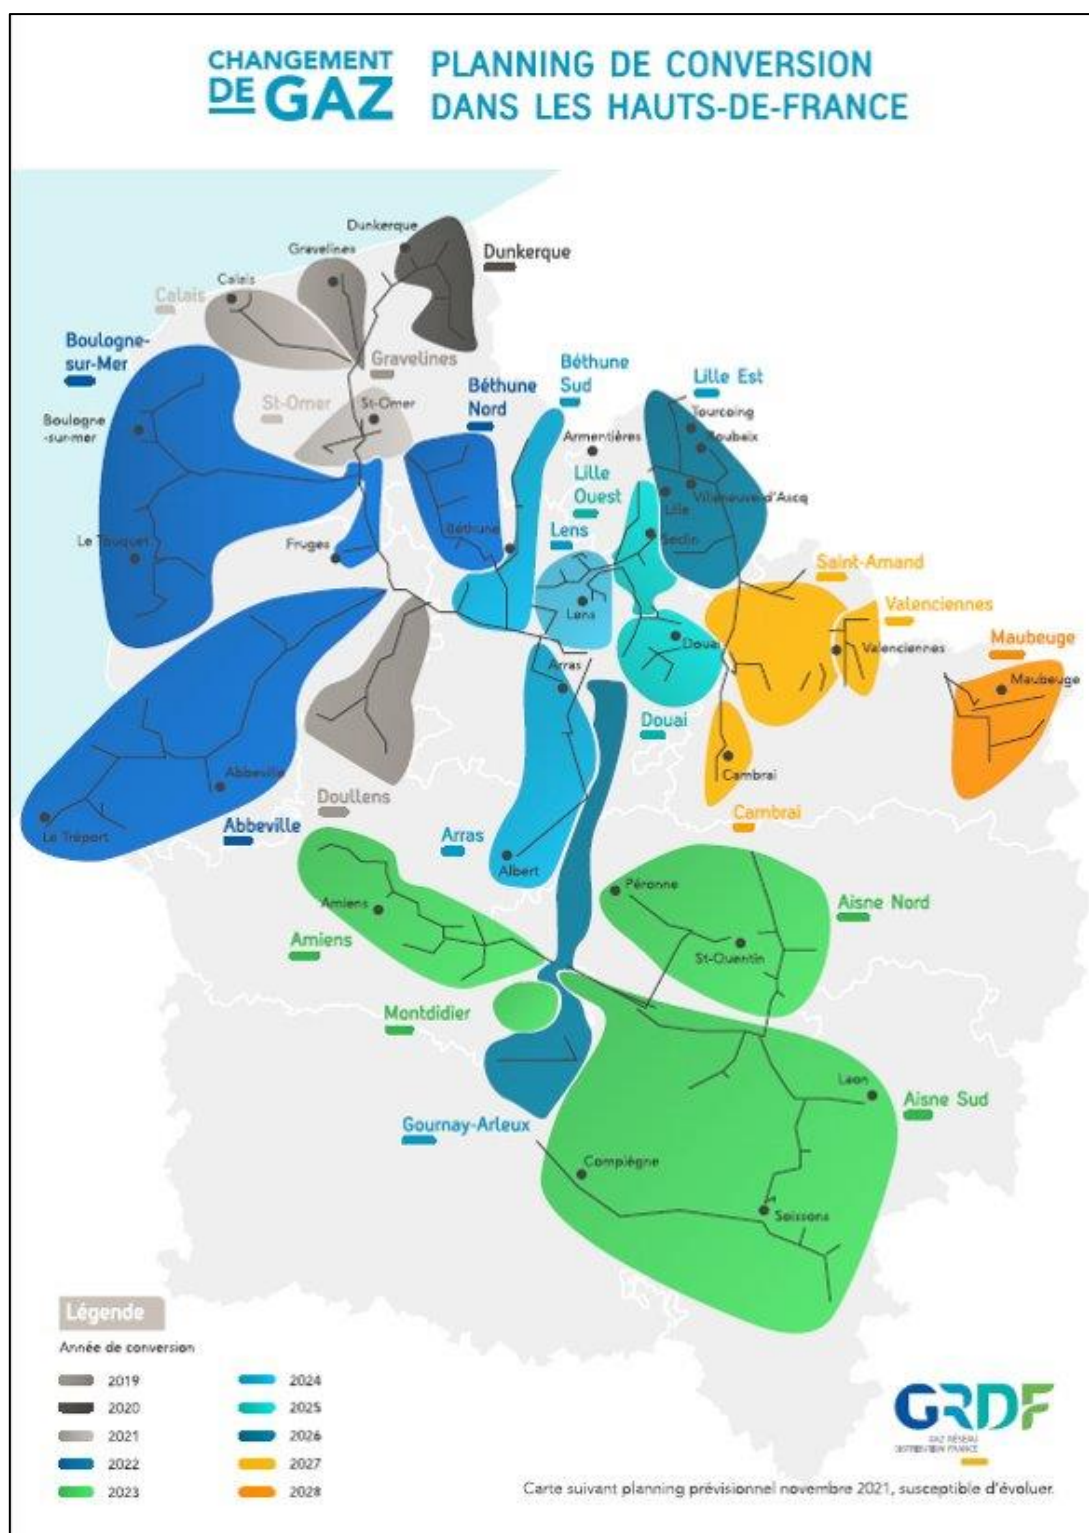 CHANGEMENT
DE GAZ
PLANNING DE CONVERSION
DANS LES HAUTS-DE-FRANCE
Dunkerque
Gravelines
Dunkerque
Calais
Calais
Boulogne-
sur-Mer
Gravelines
Béthune
Sud
Lille Est
Béthune
Nord
St-Omer
St-Omer
Tourcoing
Boulogne
-sur-mer
Armentières
Roubaix
Lille
Ouest
Villeneuve d'Ascq
Lille
Béthune
Lens
Seclin
Le Touquet
Fruges
Saint-Amand
Lens
Valenciennes
Douai
Valenciennes
Maubeuge
Arras
Maubeuge
Douai
Abbeville
Cambrai
Doullens
Cambrai
Le Tréport
Abbeville
Arras
Albert
Péronne
Amiens
Aisne Nord
Amiens
St-Quentin
Montdidier
Laon
Aisne Sud
Gournay-Arleux
Compiègne
Soissons
Légende
Année de conversion
2019
2020
2021
2022
2023
2024
2025
2026
2027
2028
GRDF
GAZ RÉSEAU
DISTRIBUTION FRANCE
Carte suivant planning prévisionnel novembre 2021, susceptible d'évoluer.